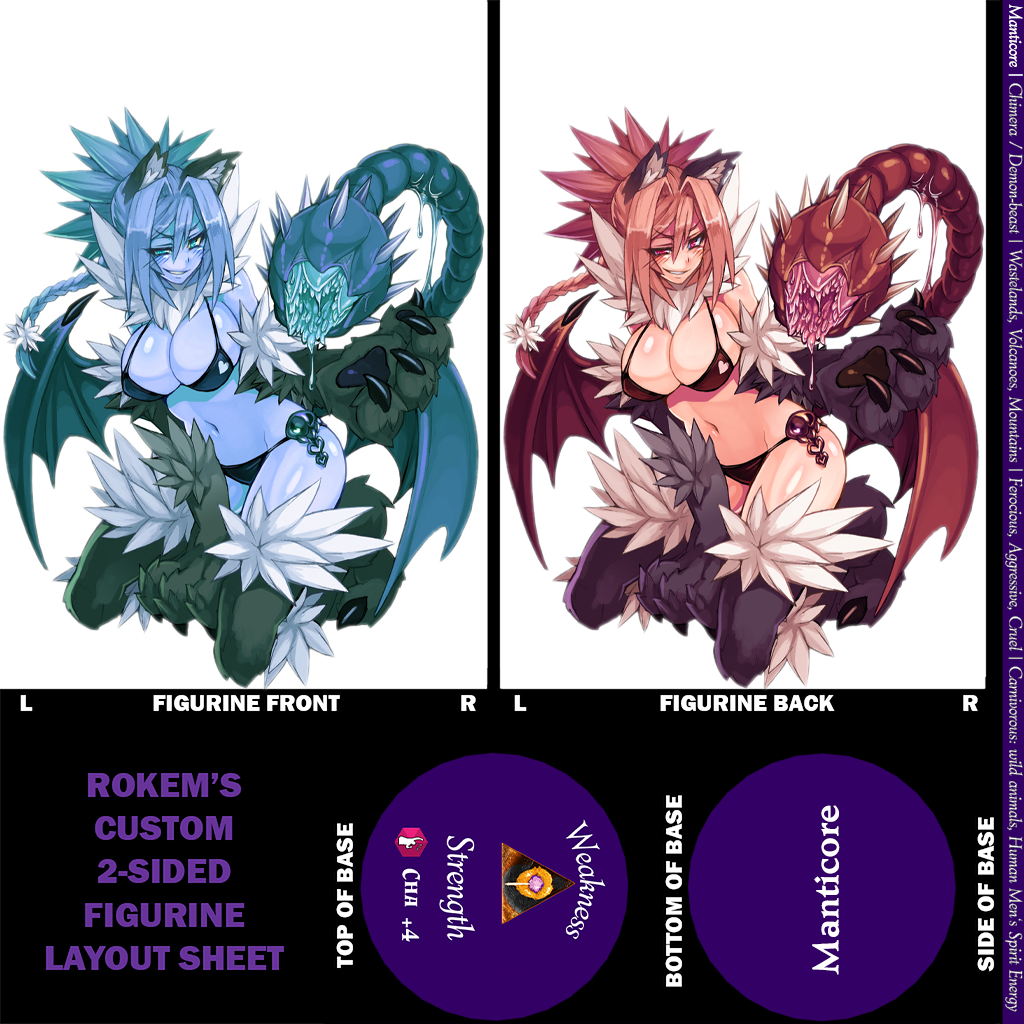 L
FIGURINE FRONT
R
L
FIGURINE BACK
R
ROKEM’S
CUSTOM
2-SIDED
FIGURINE
LAYOUT SHEET
TOP OF BASE
Weakness
Strength
CHA +4
BOTTOM OF BASE
Manticore
SIDE OF BASE
Manticore | Chimera / Demon-beast | Wastelands, Volcanoes, Mountains | Ferocious, Aggressive, Cruel | Carnivorous: wild animals, Human Men's Spirit Energy